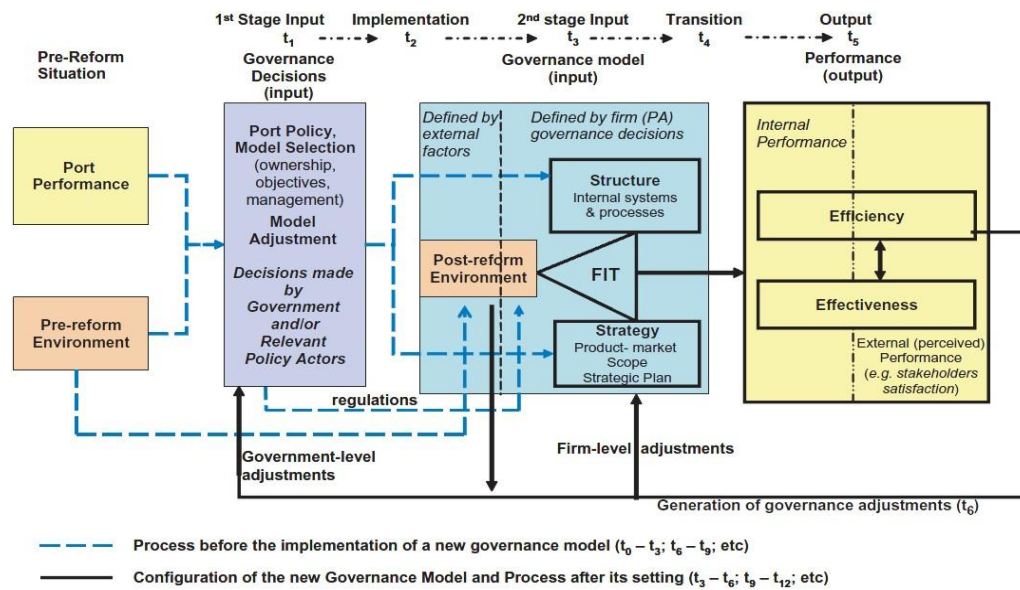 1st Stage Input
Implementation
2nd stage Input
Transition
Output
t1
t2
t3
t4
t5
Pre-Reform
Situation
Governance
Decisions
(input)
Governance model
(input)
Performance
(output)
Port
Performance
Pre-reform
Environment
Port Policy,
Model Selection
(ownership,
objectives,
management)
Model
Adjustment
Decisions made
by
Government
and/or
Relevant
Policy Actors
Defined by
external
factors
Defined by firm (PA)
governance decisions
Structure
Internal systems
& processes
Post-reform
Environment
FIT
Strategy
Product- market
Scope
Strategic Plan
Internal
Performance
Efficiency
Effectiveness
External (perceived)
Performance
(e.g. stakeholders
satisfaction)
regulations
Government-level
adjustments
Firm-level adjustments
Generation of governance adjustments (t6)
Process before the implementation of a new governance model (t0 – t3; t6 – t9; etc)
Configuration of the new Governance Model and Process after its setting (t3 – t6; t9 – t12; etc)